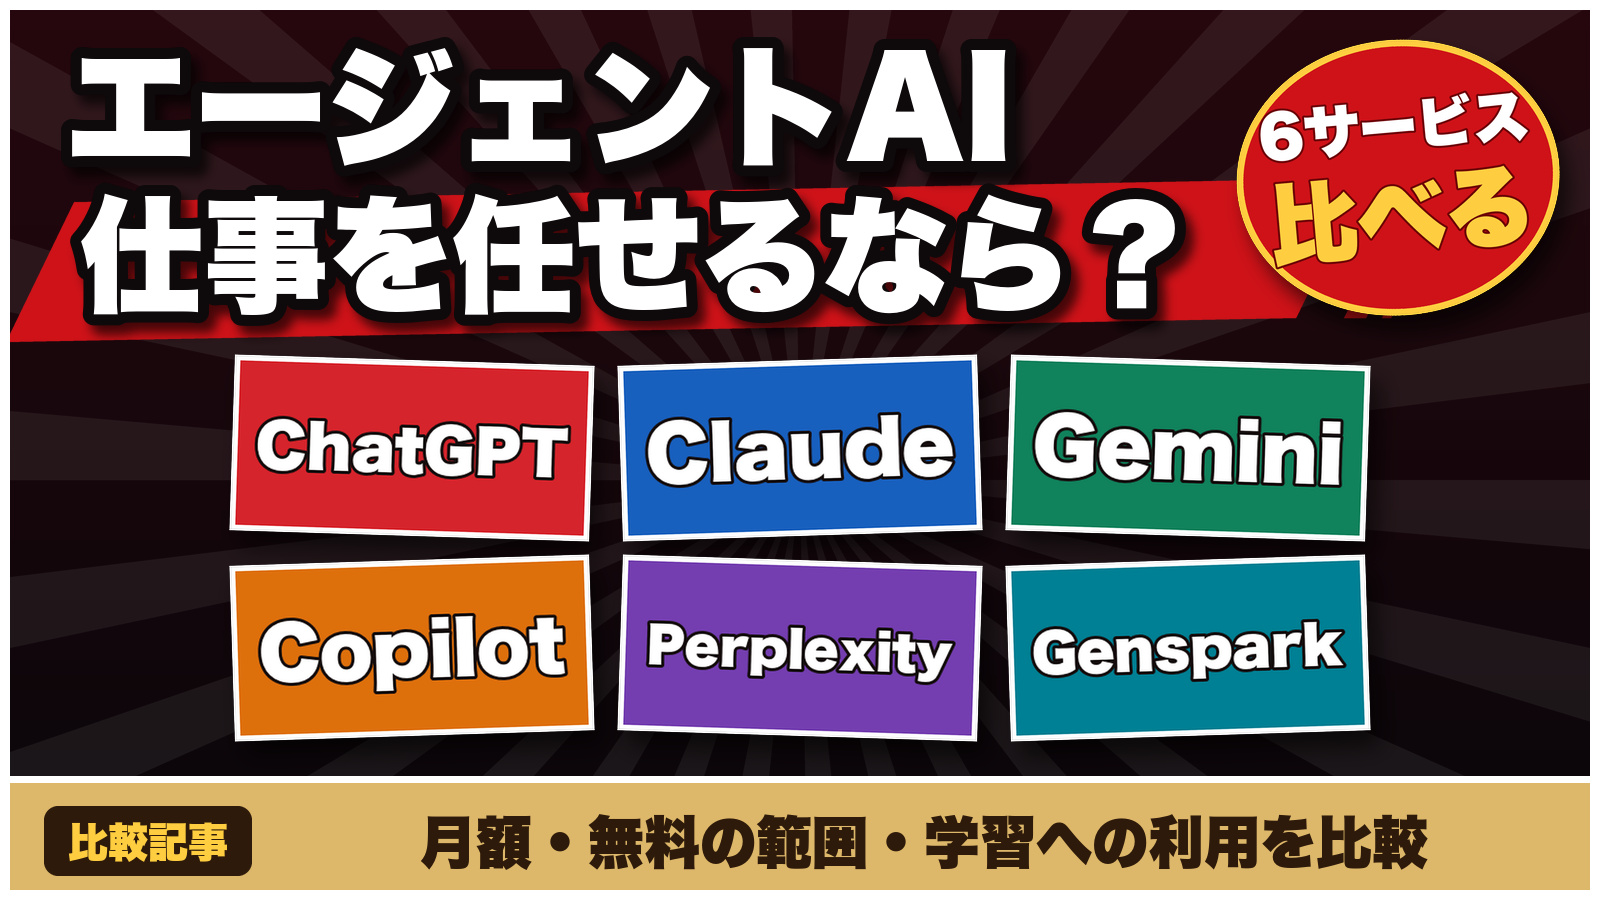 エージェントAI
仕事を任せるなら？
6サービス
比べる
ChatGPT
Claude
Gemini
Copilot
Perplexity
Genspark
比較記事
月額・無料の範囲・学習への利用を比較